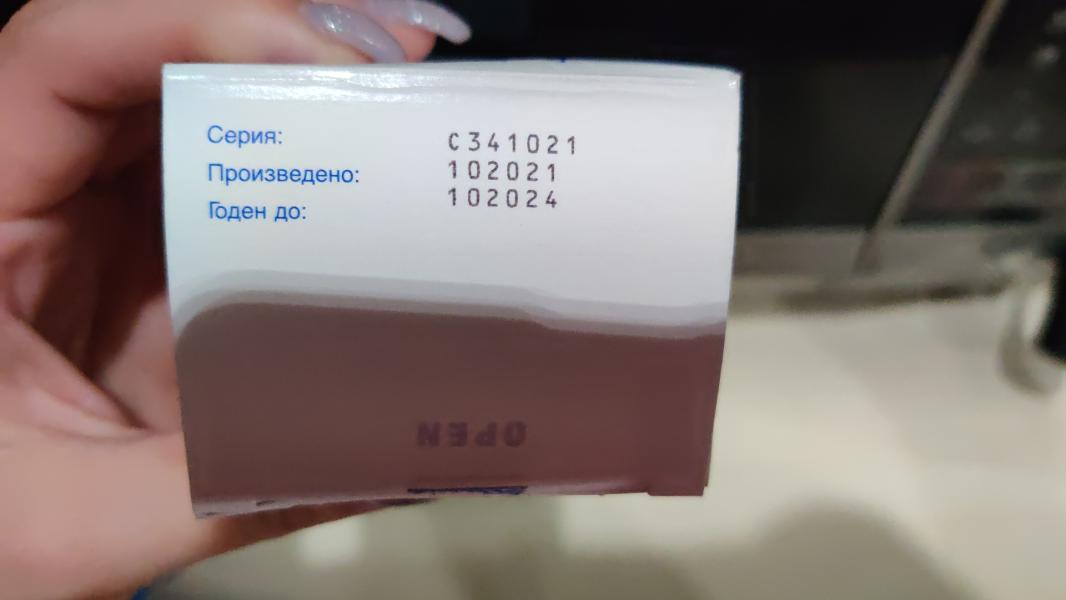 Серия: C341021
Произведено: 102021
Годен до: 102024
OPEN